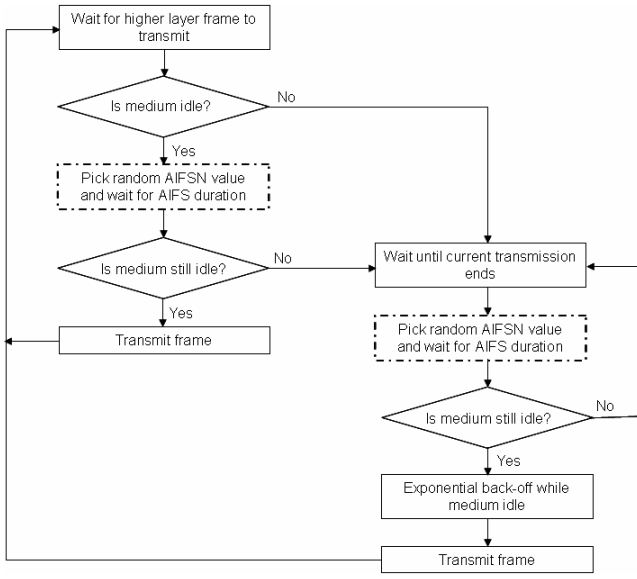 Wait for higher layer frame to
transmit
Is medium idle?
No
Yes
Pick random AIFSN value
and wait for AIFS duration
Is medium still idle?
No
Yes
Transmit frame
Wait until current transmission
ends
Pick random AIFSN value
and wait for AIFS duration
Is medium still idle?
No
Yes
Exponential back-off while
medium idle
Transmit frame